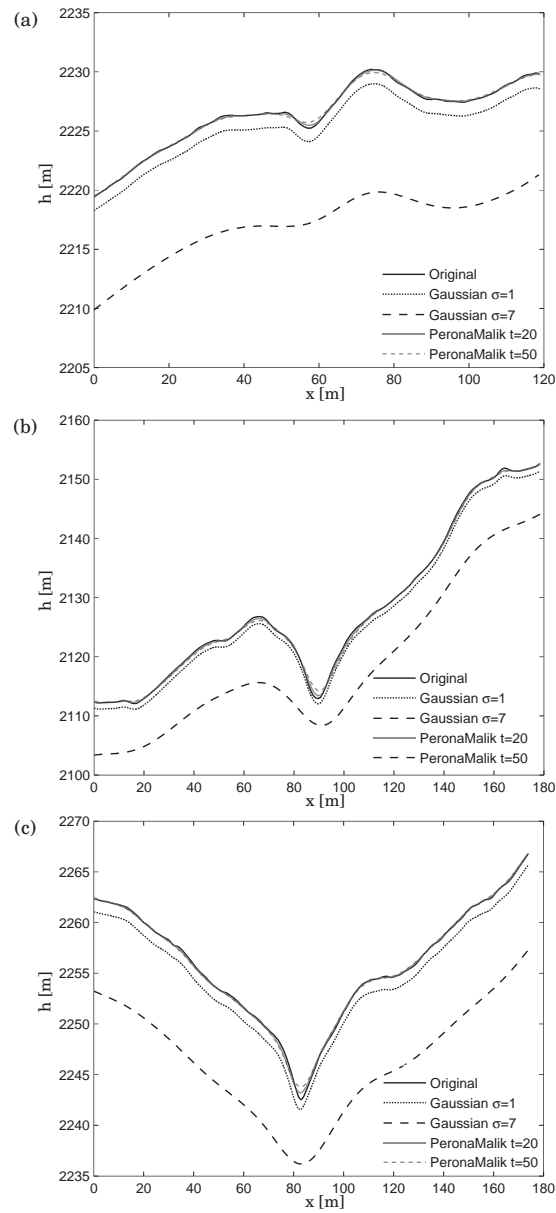 (a)
2235
2230
2225
2220
2215
2210
2205
h [m]
0 20 40 60 80 100 120
x [m]
Original
Gaussian σ=1
Gaussian σ=7
PeronaMalik t=20
PeronaMalik t=50
(b)
2160
2150
2140
2130
2120
2110
2100
h [m]
0 20 40 60 80 100 120 140 160 180
x [m]
Original
Gaussian σ=1
Gaussian σ=7
PeronaMalik t=20
PeronaMalik t=50
(c)
2270
2265
2260
2255
2250
2245
2240
2235
h [m]
0 20 40 60 80 100 120 140 160 180
x [m]
Original
Gaussian σ=1
Gaussian σ=7
PeronaMalik t=20
PeronaMalik t=50